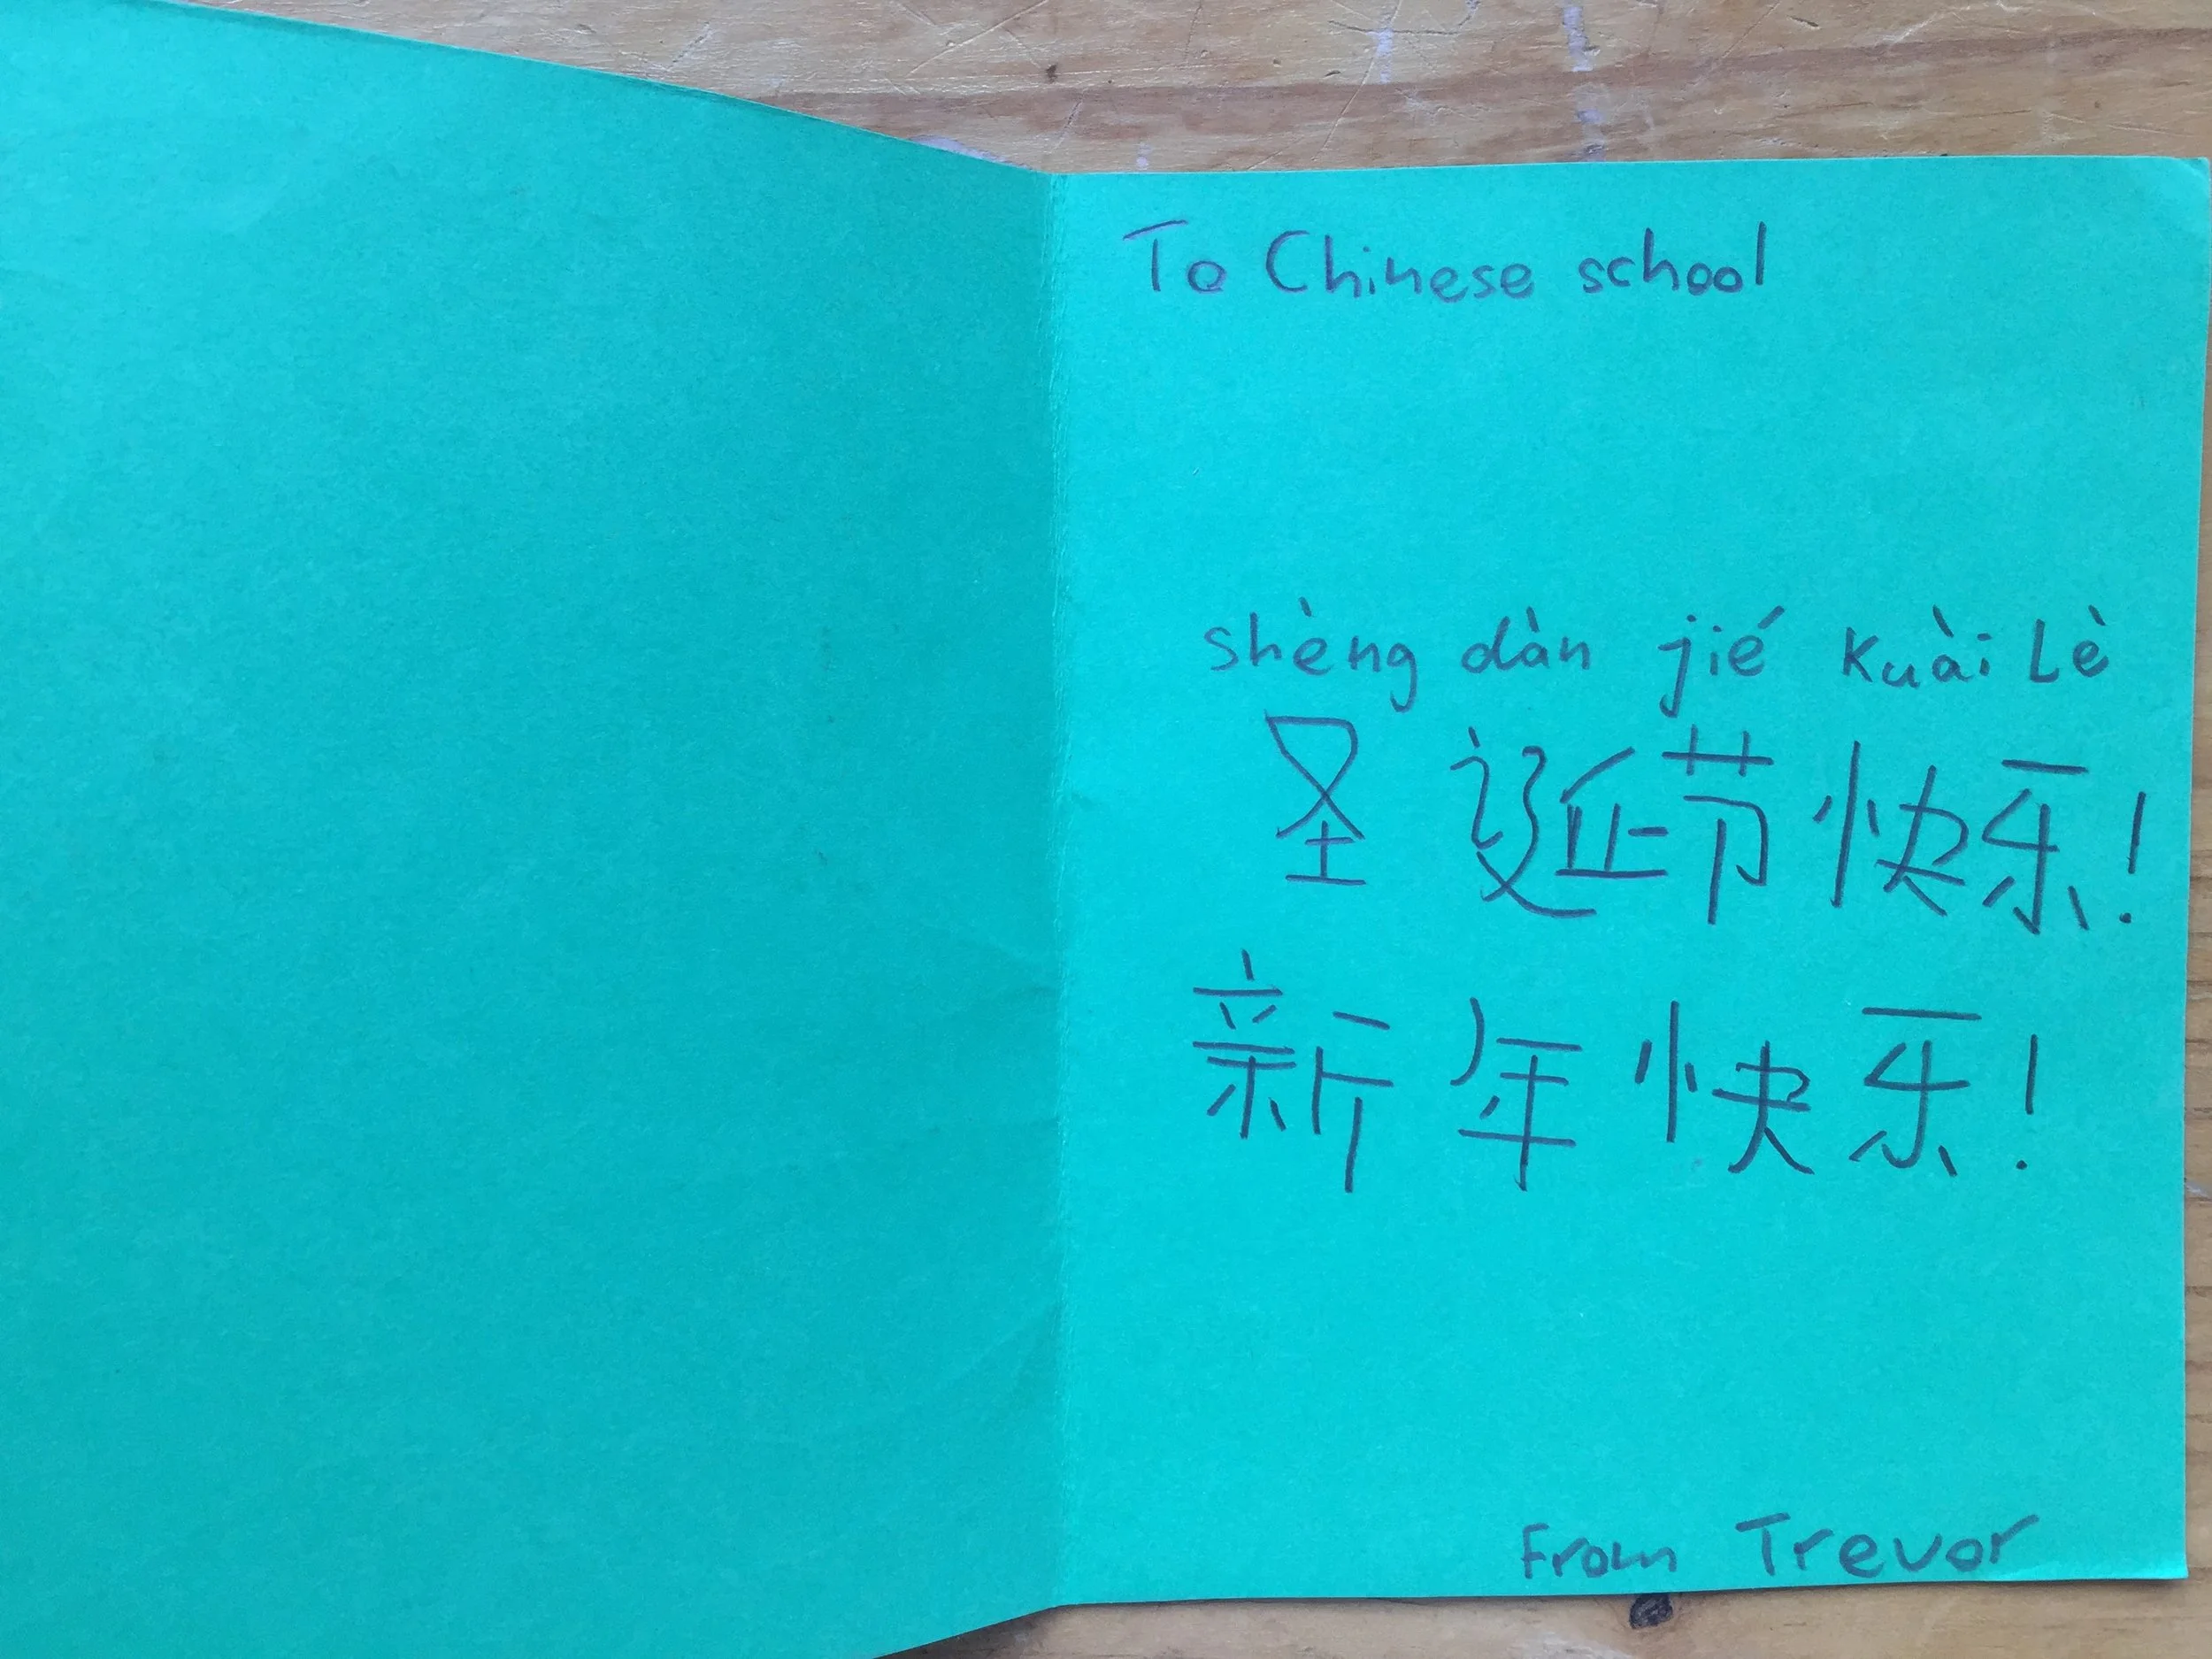 To Chinese school
shèng dàn jié Kuài Lè
圣诞节快乐!
新年快乐!
From Trevor